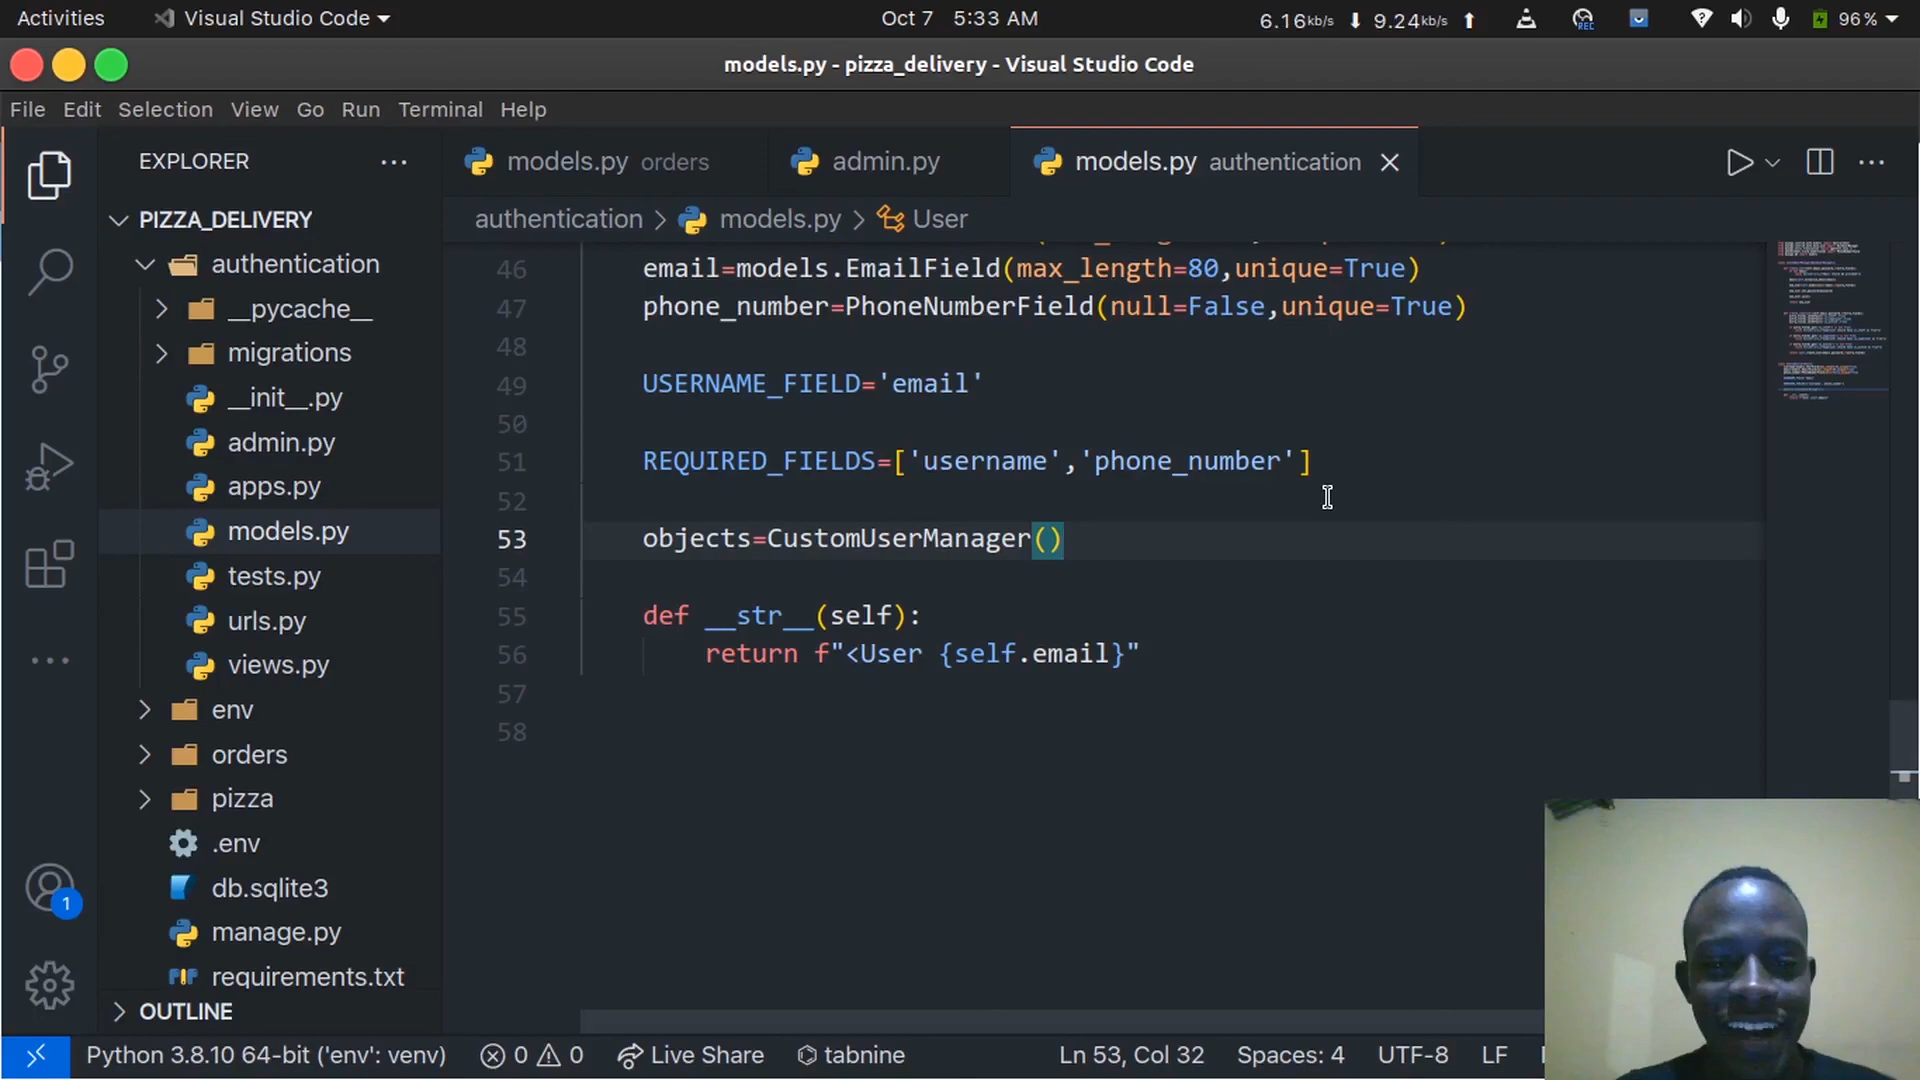 Activities
Visual Studio Code
Oct 7 5:33 AM
6.16kb/s 9.24kb/s
REC
96%
models.py - pizza_delivery - Visual Studio Code
File Edit Selection View Go Run Terminal Help
EXPLORER
models.py orders
admin.py
models.py authentication
PIZZA_DELIVERY
authentication > models.py > User
authentication
__pycache__
migrations
__init__.py
admin.py
apps.py
models.py
tests.py
urls.py
views.py
env
orders
pizza
.env
db.sqlite3
manage.py
requirements.txt
OUTLINE
46 email=models.EmailField(max_length=80,unique=True)
47 phone_number=PhoneNumberField(null=False,unique=True)
48
49 USERNAME_FIELD='email'
50
51 REQUIRED_FIELDS=['username','phone_number']
52
53 objects=CustomUserManager()
54
55 def __str__(self):
56 return f"<User {self.email}"
57
58
1
Python 3.8.10 64-bit ('env': venv)
0 0
Live Share
tabnine
Ln 53, Col 32
Spaces: 4
UTF-8
LF